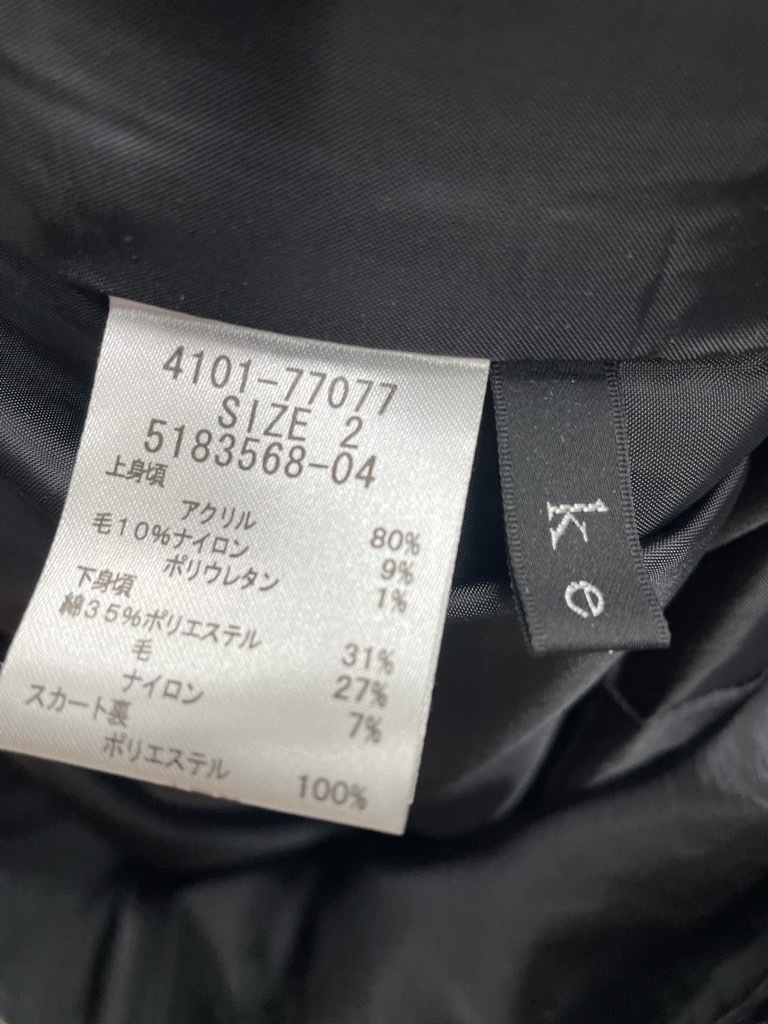 4101-77077
SIZE 2
5183568-04
上身頃
アクリル 80%
毛10%ナイロン 9%
ポリウレタン 1%
下身頃
綿35%ポリエステル 31%
毛 27%
ナイロン 7%
スカート裏
ポリエステル 100%
ke